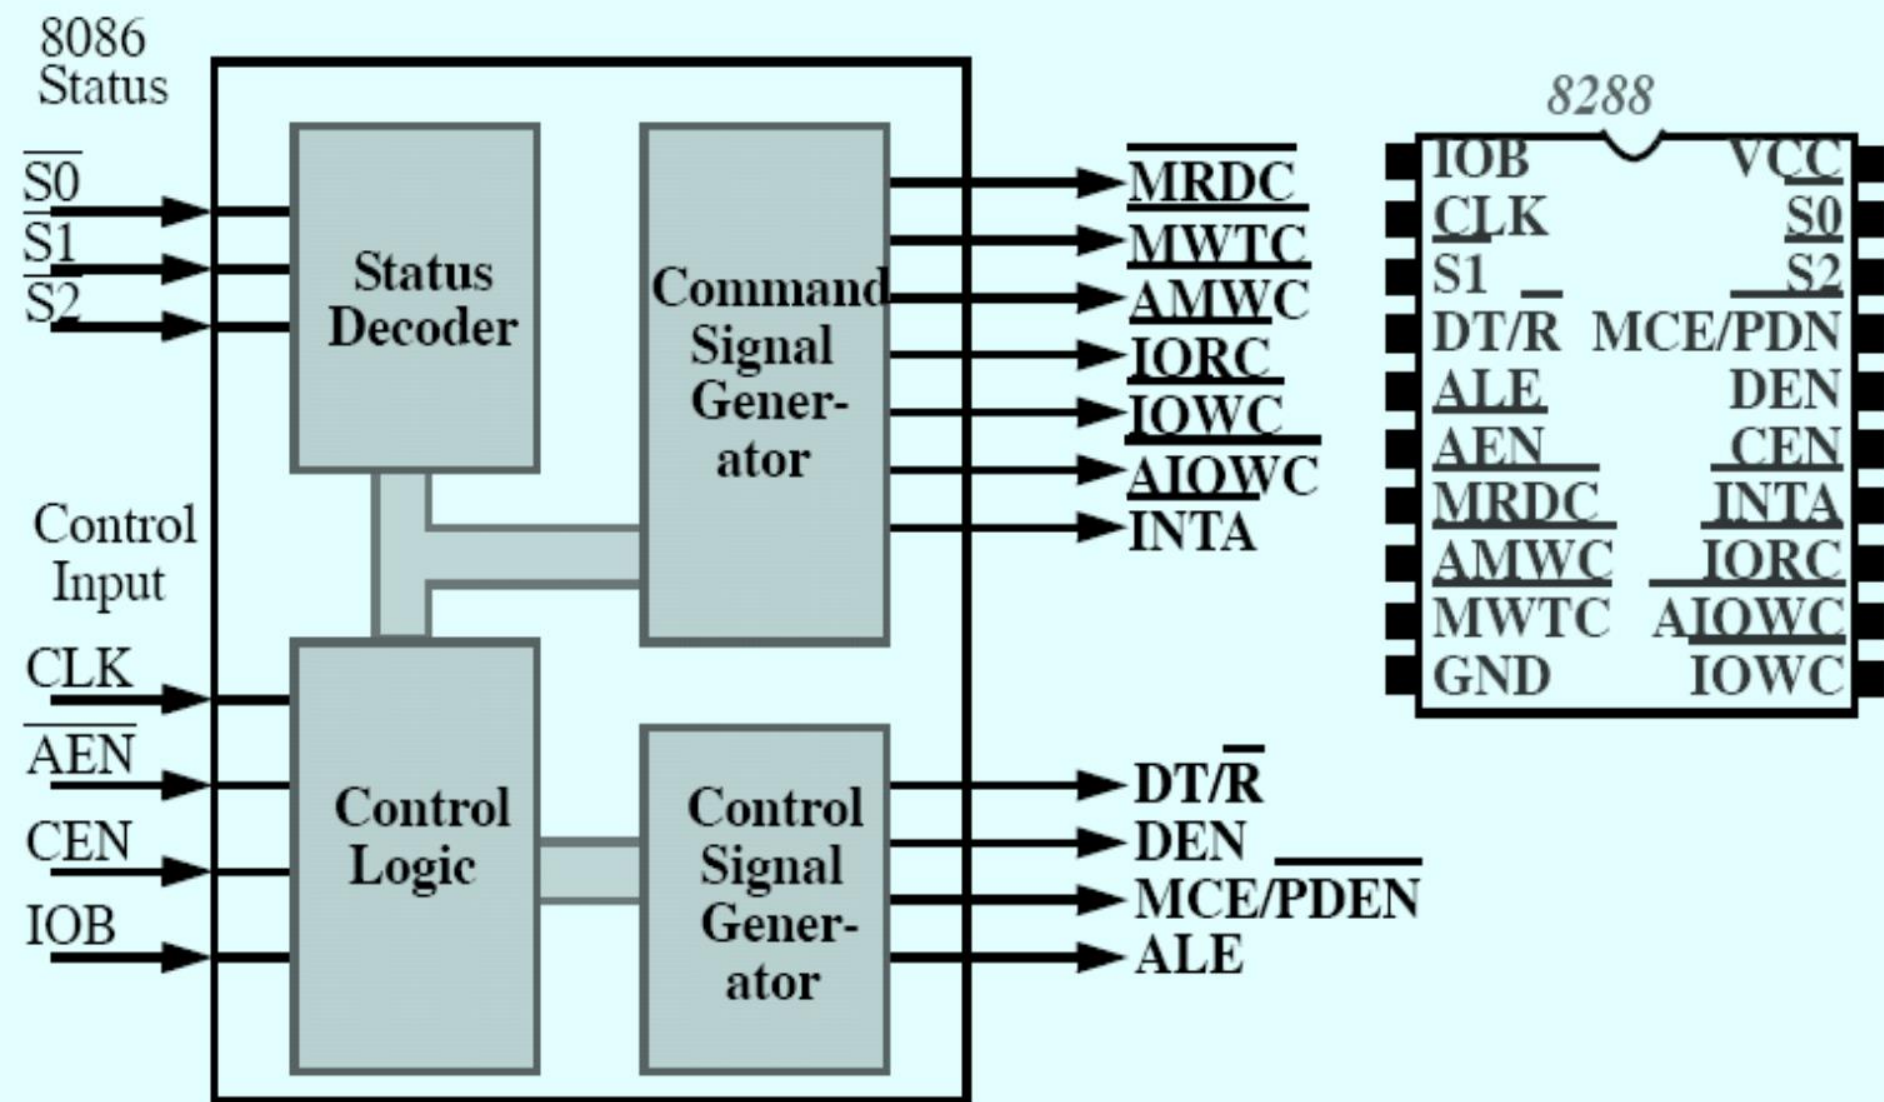 8086
Status
S0
S1
S2
Status
Decoder
Command
Signal
Gener-
ator
MRDC
MWTC
AMWC
IORC
IOWC
AIOWC
INTA
Control
Input
CLK
AEN
CEN
IOB
Control
Logic
Control
Signal
Gener-
ator
DT/R
DEN
MCE/PDEN
ALE
8288
IOB VCC
CLK S0
S1 S2
DT/R MCE/PDN
ALE DEN
AEN CEN
MRDC INTA
AMWC IORC
MWTC AIOWC
GND IOWC